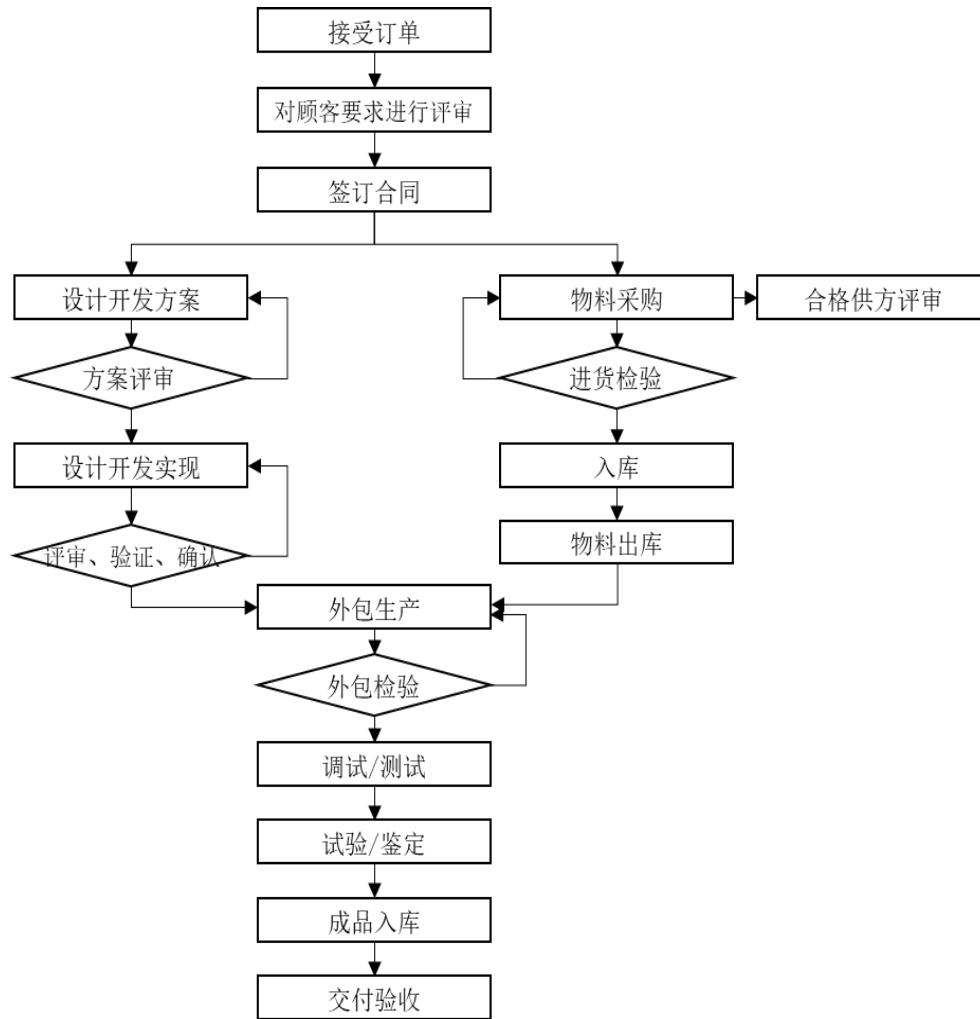 接受订单
对顾客要求进行评审
签订合同
设计开发方案
物料采购
合格供方评审
方案评审
进货检验
设计开发实现
入库
评审、验证、确认
物料出库
外包生产
外包检验
调试/测试
试验/鉴定
成品入库
交付验收